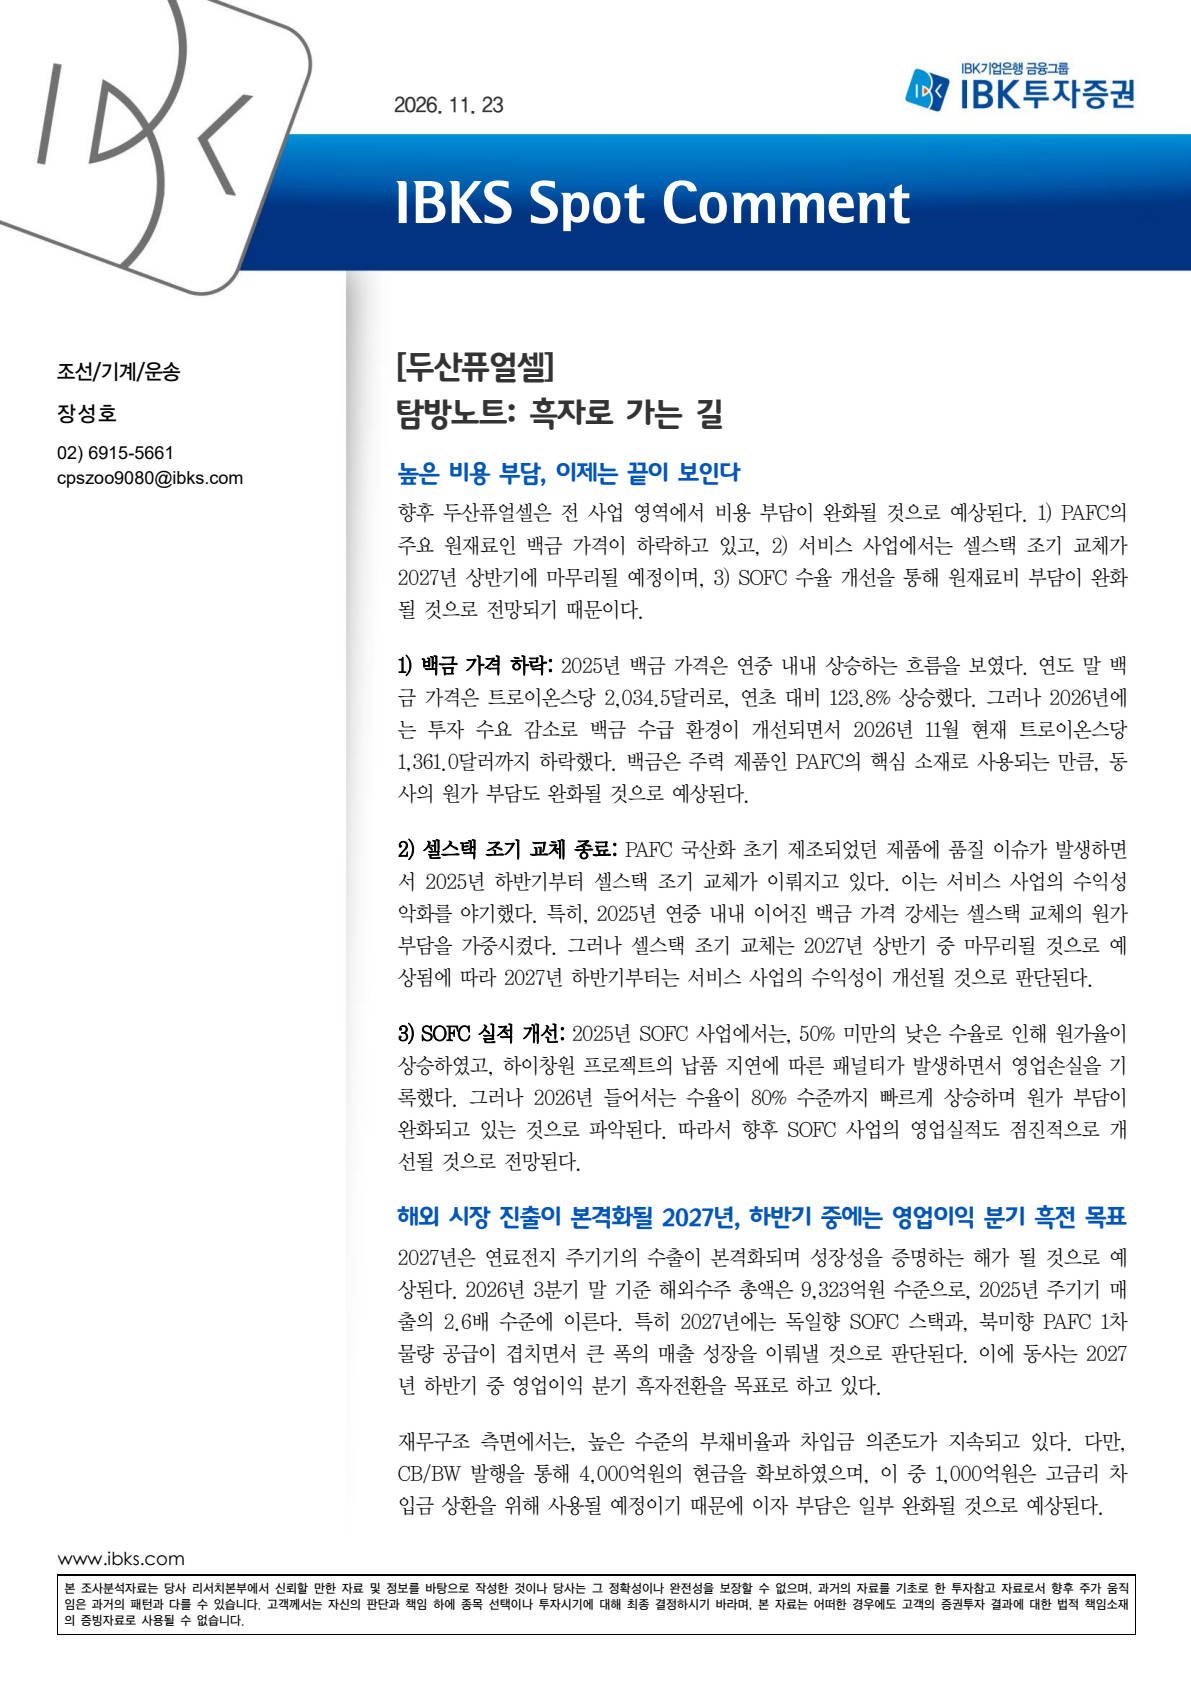 2026. 11. 23
IBK기업은행 금융그룹
IBK투자증권
IBKS Spot Comment
조선/기계/운송
장성호
02) 6915-5661
cpszoo9080@ibks.com
[두산퓨얼셀]
탐방노트: 흑자로 가는 길
높은 비용 부담, 이제는 끝이 보인다
향후 두산퓨얼셀은 전 사업 영역에서 비용 부담이 완화될 것으로 예상된다. 1) PAFC의
주요 원재료인 백금 가격이 하락하고 있고, 2) 서비스 사업에서는 셀스택 조기 교체가
2027년 상반기에 마무리될 예정이며, 3) SOFC 수율 개선을 통해 원재료비 부담이 완화
될 것으로 전망되기 때문이다.
1) 백금 가격 하락: 2025년 백금 가격은 연중 내내 상승하는 흐름을 보였다. 연도 말 백
금 가격은 트로이온스당 2,034.5달러로, 연초 대비 123.8% 상승했다. 그러나 2026년에
는 투자 수요 감소로 백금 수급 환경이 개선되면서 2026년 11월 현재 트로이온스당
1,361.0달러까지 하락했다. 백금은 주력 제품인 PAFC의 핵심 소재로 사용되는 만큼, 동
사의 원가 부담도 완화될 것으로 예상된다.
2) 셀스택 조기 교체 종료: PAFC 국산화 초기 제조되었던 제품에 품질 이슈가 발생하면
서 2025년 하반기부터 셀스택 조기 교체가 이뤄지고 있다. 이는 서비스 사업의 수익성
악화를 야기했다. 특히, 2025년 연중 내내 이어진 백금 가격 강세는 셀스택 교체의 원가
부담을 가중시켰다. 그러나 셀스택 조기 교체는 2027년 상반기 중 마무리될 것으로 예
상됨에 따라 2027년 하반기부터는 서비스 사업의 수익성이 개선될 것으로 판단된다.
3) SOFC 실적 개선: 2025년 SOFC 사업에서는, 50% 미만의 낮은 수율로 인해 원가율이
상승하였고, 하이창원 프로젝트의 납품 지연에 따른 패널티가 발생하면서 영업손실을 기
록했다. 그러나 2026년 들어서는 수율이 80% 수준까지 빠르게 상승하며 원가 부담이
완화되고 있는 것으로 파악된다. 따라서 향후 SOFC 사업의 영업실적도 점진적으로 개
선될 것으로 전망된다.
해외 시장 진출이 본격화될 2027년, 하반기 중에는 영업이익 분기 흑전 목표
2027년은 연료전지 주기기의 수출이 본격화되며 성장성을 증명하는 해가 될 것으로 예
상된다. 2026년 3분기 말 기준 해외수주 총액은 9,323억원 수준으로, 2025년 주기기 매
출의 2.6배 수준에 이른다. 특히 2027년에는 독일향 SOFC 스택과, 북미향 PAFC 1차
물량 공급이 겹치면서 큰 폭의 매출 성장을 이뤄낼 것으로 판단된다. 이에 동사는 2027
년 하반기 중 영업이익 분기 흑자전환을 목표로 하고 있다.
재무구조 측면에서는, 높은 수준의 부채비율과 차입금 의존도가 지속되고 있다. 다만,
CB/BW 발행을 통해 4,000억원의 현금을 확보하였으며, 이 중 1,000억원은 고금리 차
입금 상환을 위해 사용될 예정이기 때문에 이자 부담은 일부 완화될 것으로 예상된다.
www.ibks.com
본 조사분석자료는 당사 리서치본부에서 신뢰할 만한 자료 및 정보를 바탕으로 작성한 것이나 당사는 그 정확성이나 완전성을 보장할 수 없으며, 과거의 자료를 기초로 한 투자참고 자료로서 향후 주가 움직
임은 과거의 패턴과 다를 수 있습니다. 고객께서는 자신의 판단과 책임 하에 종목 선택이나 투자시기에 대해 최종 결정하시기 바라며, 본 자료는 어떠한 경우에도 고객의 증권투자 결과에 대한 법적 책임소재
의 증빙자료로 사용될 수 없습니다.